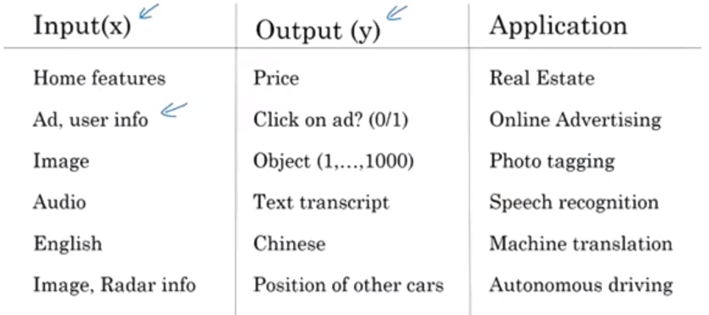 Input(x) Output (y) Application
Home features Price Real Estate
Ad, user info Click on ad? (0/1) Online Advertising
Image Object (1,...,1000) Photo tagging
Audio Text transcript Speech recognition
English Chinese Machine translation
Image, Radar info Position of other cars Autonomous driving